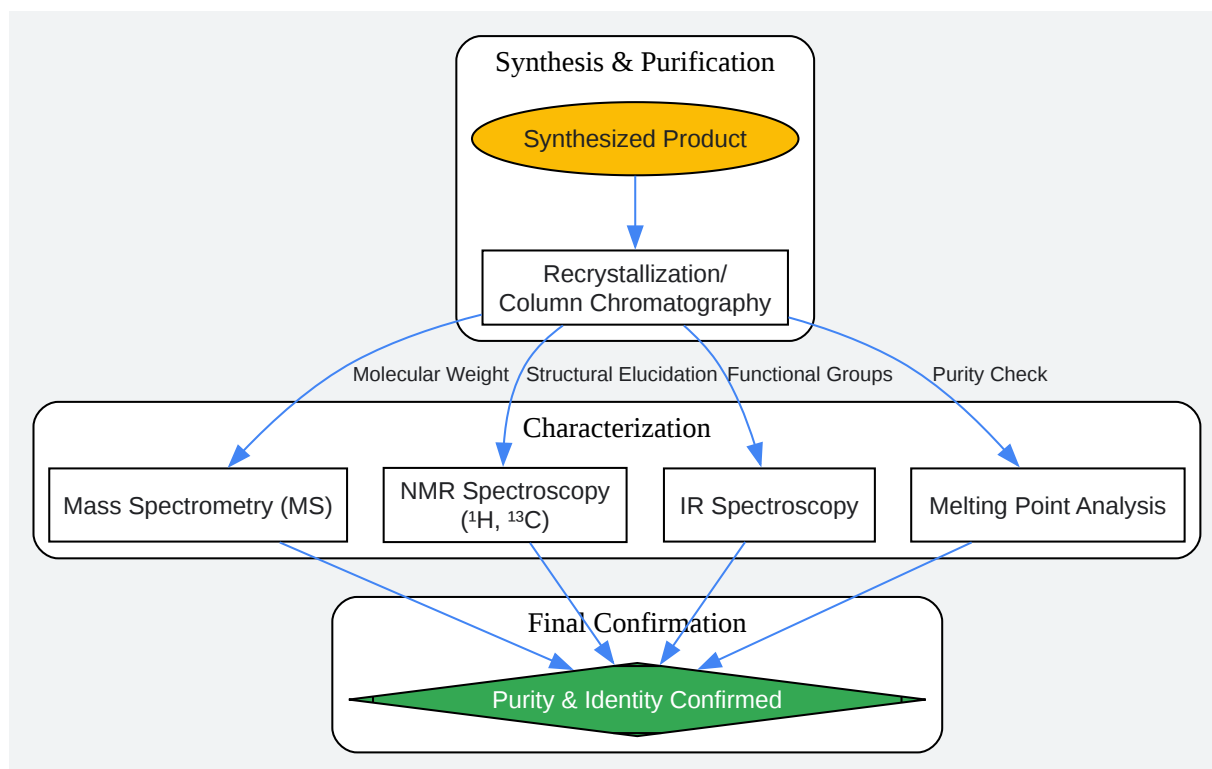 Synthesis & Purification
Synthesized Product
Recrystallization/
Column Chromatography
Molecular Weight
Structural Elucidation
Functional Groups
Purity Check
Characterization
Mass Spectrometry (MS)
NMR Spectroscopy
(¹H, ¹³C)
IR Spectroscopy
Melting Point Analysis
Final Confirmation
Purity & Identity Confirmed